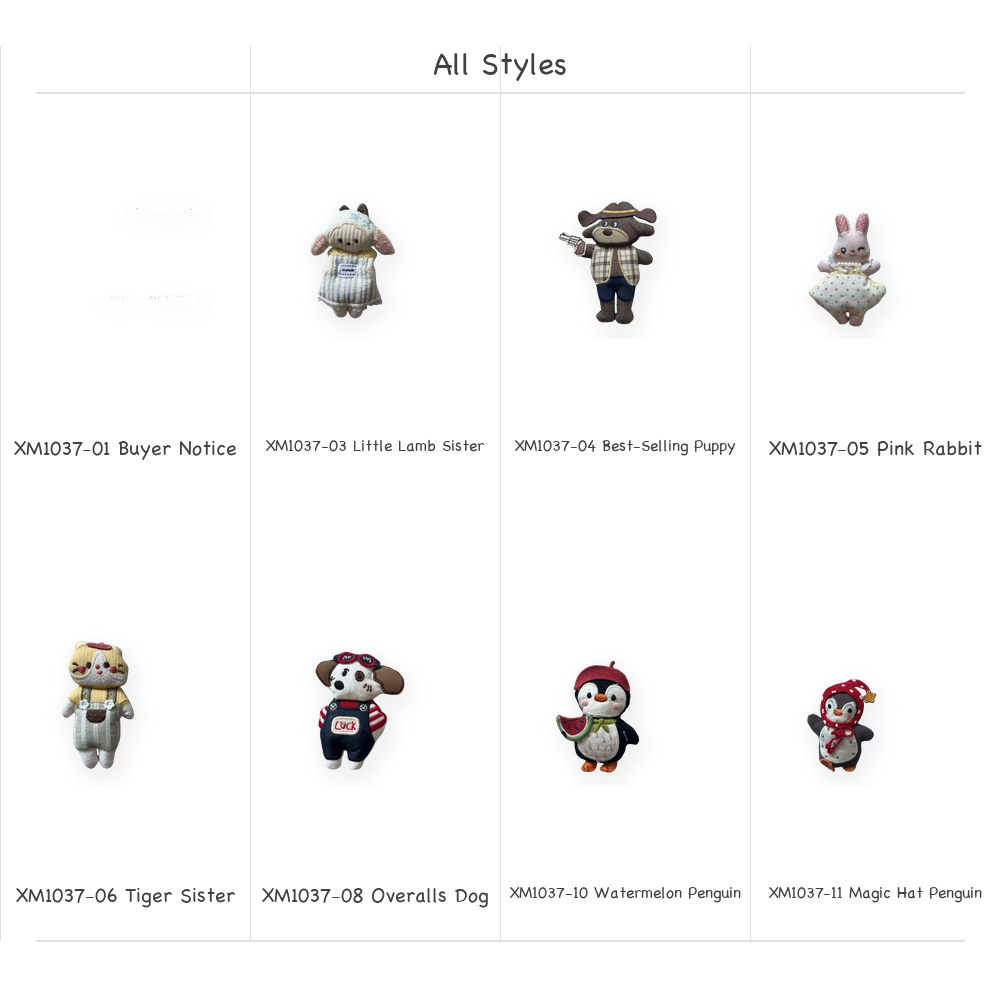 All Styles
XM1037-01 Buyer Notice
XM1037-03 Little Lamb Sister
XM1037-04 Best-Selling Puppy
XM1037-05 Pink Rabbit
LUCK
XM1037-06 Tiger Sister
XM1037-08 Overalls Dog
XM1037-10 Watermelon Penguin
XM1037-11 Magic Hat Penguin